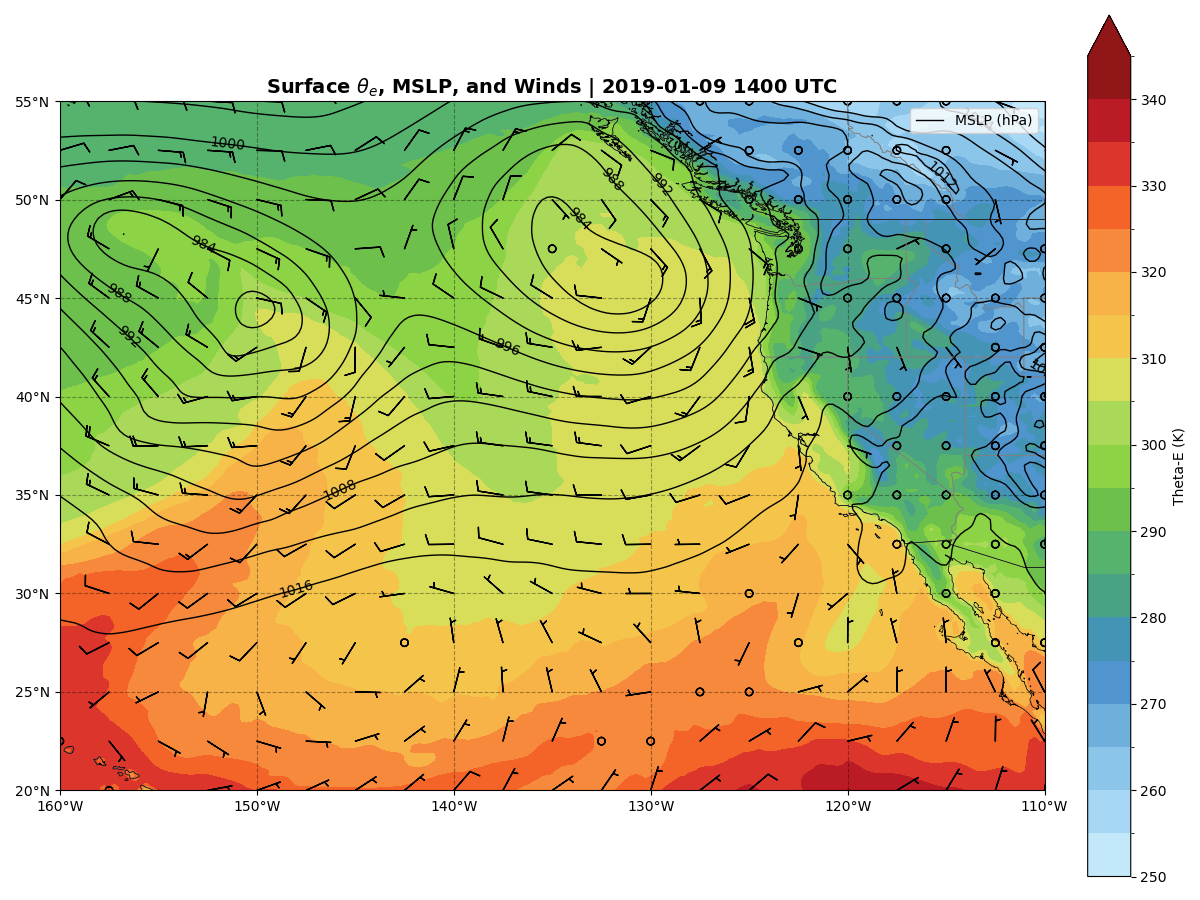 Surface θe, MSLP, and Winds | 2019-01-09 1400 UTC
MSLP (hPa)
55°N
50°N
45°N
40°N
35°N
30°N
25°N
20°N
160°W
150°W
140°W
130°W
120°W
110°W
1000
984
988
992
996
1008
1016
984
988
992
1012
340
330
320
310
300
290
280
270
260
250
Theta-E (K)